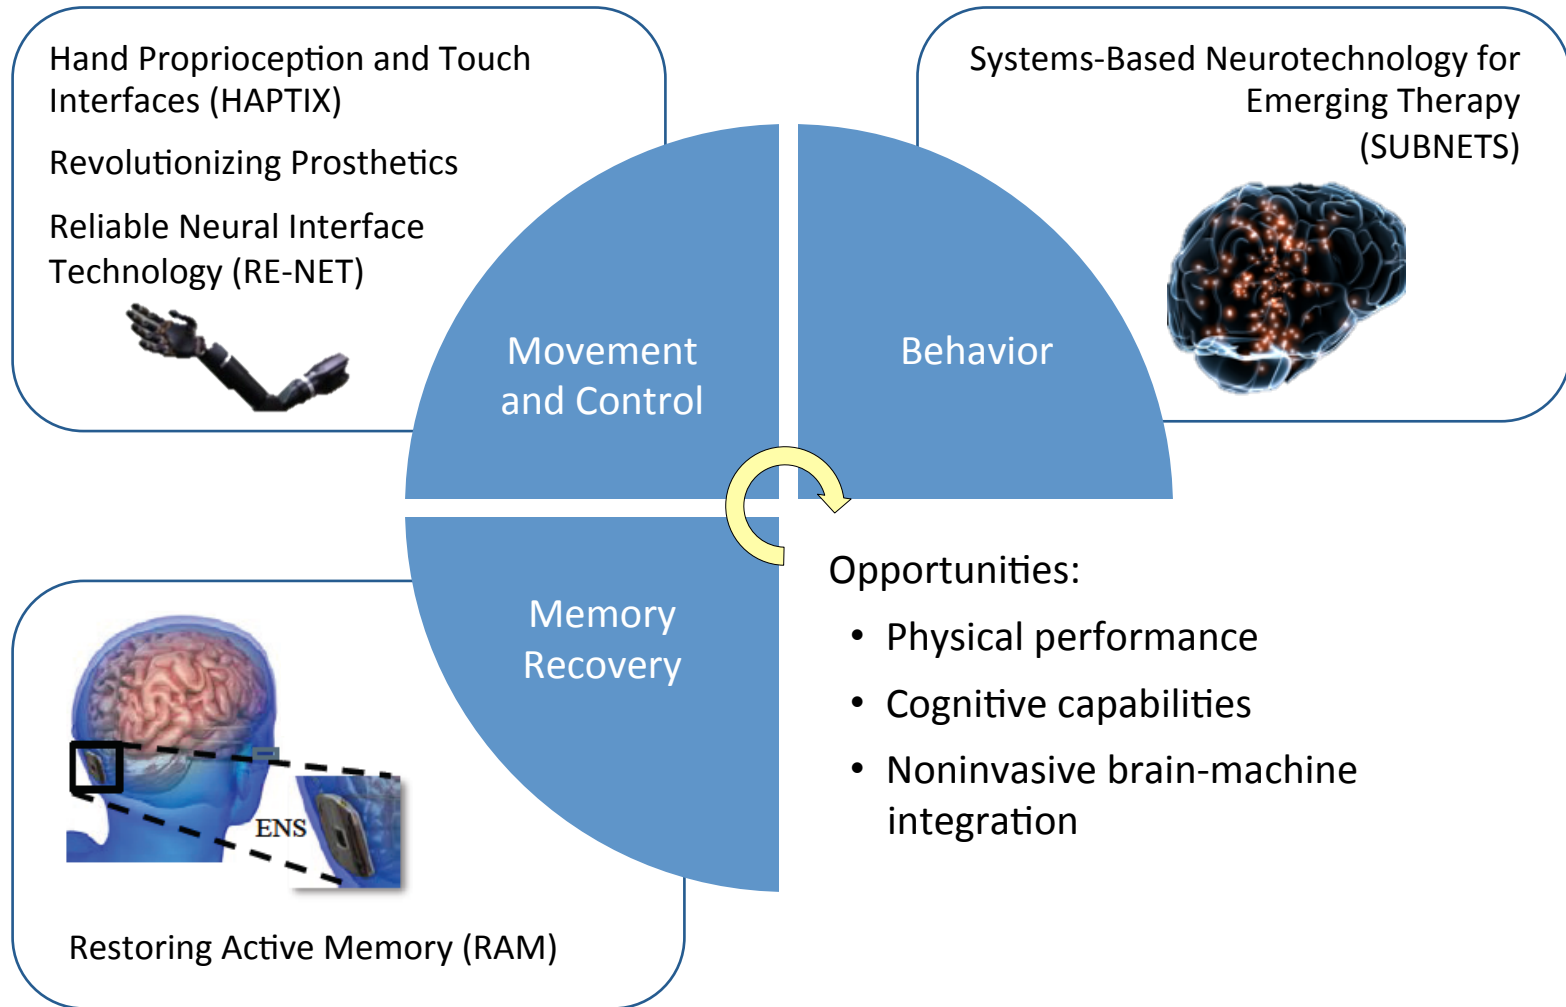 Hand Proprioception and Touch
Interfaces (HAPTIX)
Revolutionizing Prosthetics
Reliable Neural Interface
Technology (RE-NET)
Systems-Based Neurotechnology for
Emerging Therapy
(SUBNETS)
Movement
and Control
Behavior
Memory
Recovery
Opportunities:
• Physical performance
• Cognitive capabilities
• Noninvasive brain-machine
integration
ENS
Restoring Active Memory (RAM)